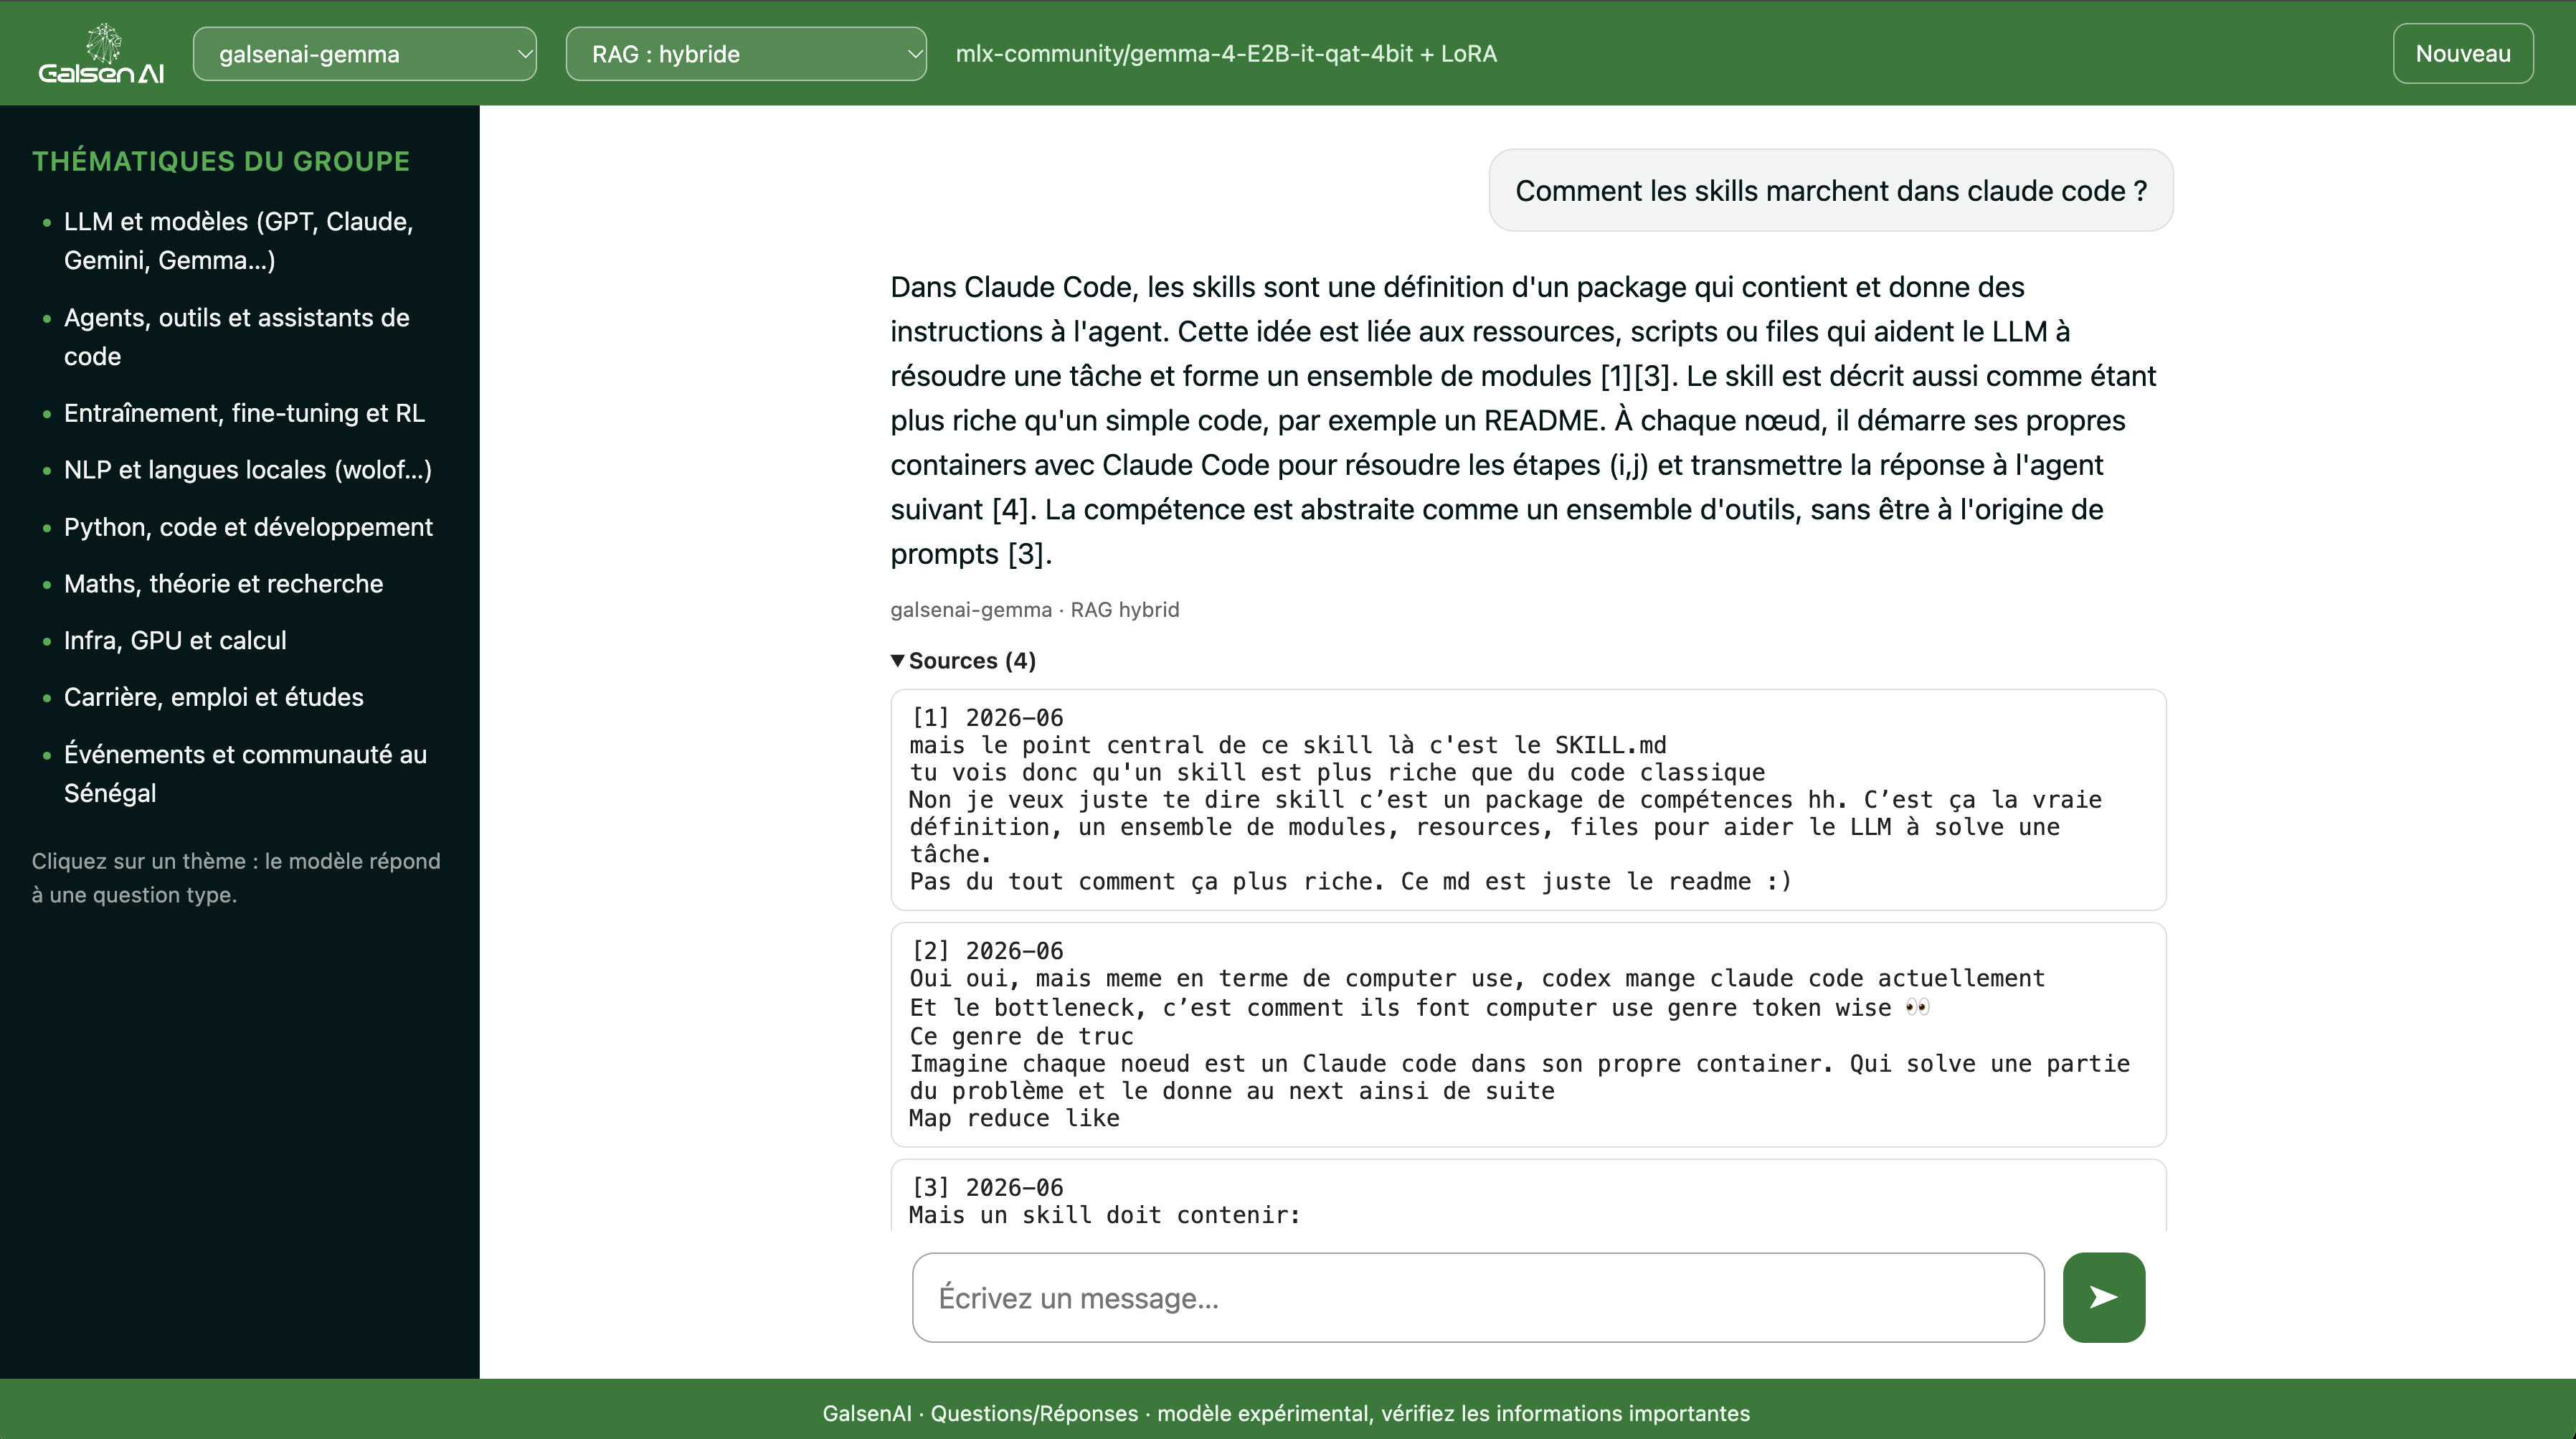 GalsenAI
galsenai-gemma
RAG : hybride
mlx-community/gemma-4-E2B-it-qat-4bit + LoRA
Nouveau
THÉMATIQUES DU GROUPE
LLM et modèles (GPT, Claude,
Gemini, Gemma...)
Agents, outils et assistants de
code
Entraînement, fine-tuning et RL
NLP et langues locales (wolof...)
Python, code et développement
Maths, théorie et recherche
Infra, GPU et calcul
Carrière, emploi et études
Événements et communauté au
Sénégal
Cliquez sur un thème : le modèle répond
à une question type.
Comment les skills marchent dans claude code ?
Dans Claude Code, les skills sont une définition d'un package qui contient et donne des
instructions à l'agent. Cette idée est liée aux ressources, scripts ou files qui aident le LLM à
résoudre une tâche et forme un ensemble de modules [1][3]. Le skill est décrit aussi comme étant
plus riche qu'un simple code, par exemple un README. À chaque nœud, il démarre ses propres
containers avec Claude Code pour résoudre les étapes (i,j) et transmettre la réponse à l'agent
suivant [4]. La compétence est abstraite comme un ensemble d'outils, sans être à l'origine de
prompts [3].
galsenai-gemma · RAG hybrid
▼ Sources (4)
[1] 2026-06
mais le point central de ce skill là c'est le SKILL.md
tu vois donc qu'un skill est plus riche que du code classique
Non je veux juste te dire skill c’est un package de compétences hh. C’est ça la vraie
définition, un ensemble de modules, resources, files pour aider le LLM à solve une
tâche.
Pas du tout comment ça plus riche. Ce md est juste le readme :)
[2] 2026-06
Oui oui, mais meme en terme de computer use, codex mange claude code actuellement
Et le bottleneck, c’est comment ils font computer use genre token wise 👀
Ce genre de truc
Imagine chaque noeud est un Claude code dans son propre container. Qui solve une partie
du problème et le donne au next ainsi de suite
Map reduce like
[3] 2026-06
Mais un skill doit contenir:
Écrivez un message...
GalsenAI · Questions/Réponses · modèle expérimental, vérifiez les informations importantes